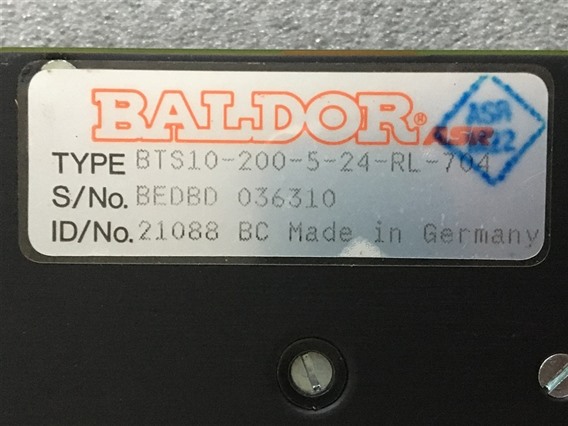 BALDOR® ASR
TYPE BTS10-200-5-24-RL-704
S/No. BEDBD 036310
ID/No. 21088 BC Made in Germany
ASR